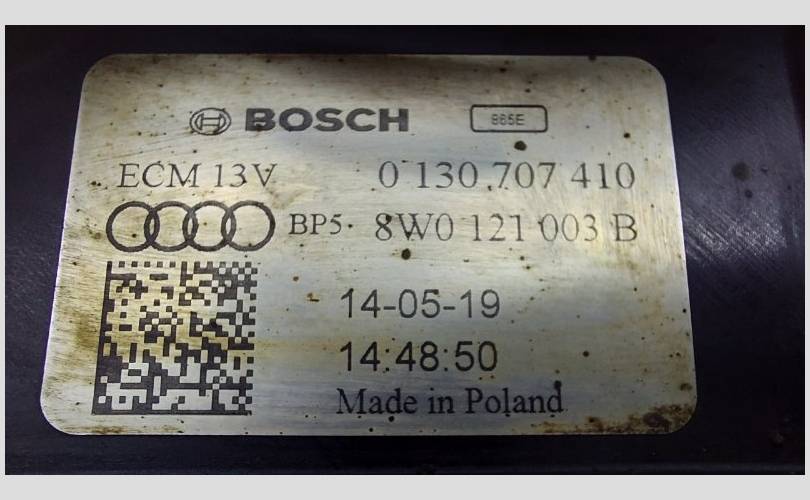 BOSCH 865E
ECM 13V 0 130 707 410
BP5 8W0 121 003 B
14-05-19
14:48:50
Made in Poland